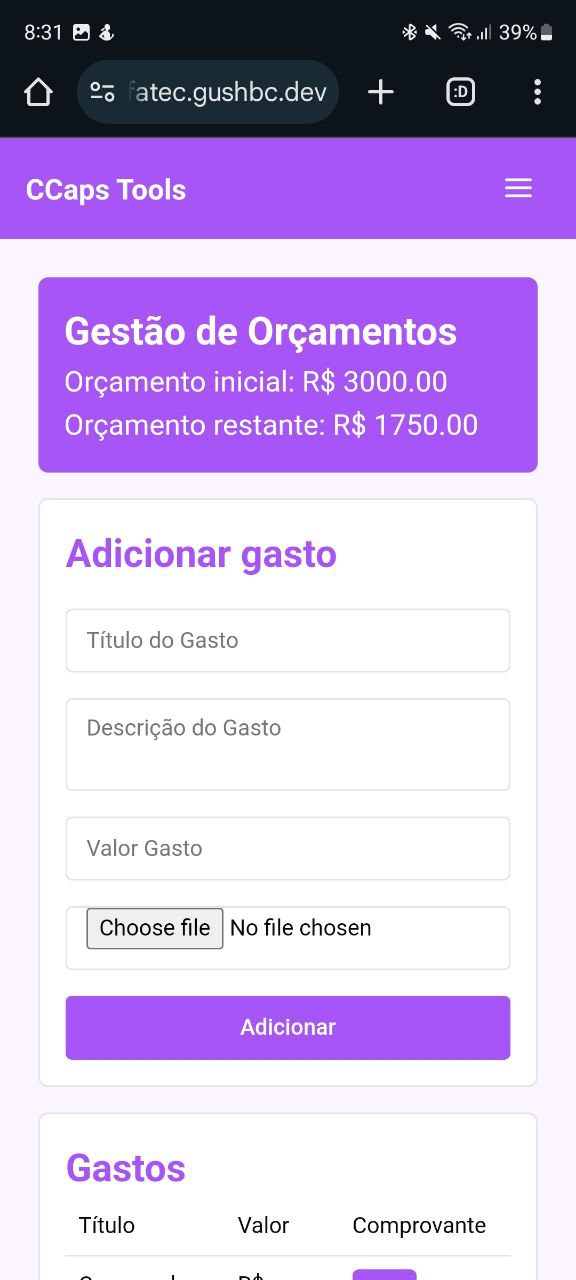 8:31 39%
fatec.gushbc.dev :D
CCaps Tools
Gestão de Orçamentos
Orçamento inicial: R$ 3000.00
Orçamento restante: R$ 1750.00
Adicionar gasto
Título do Gasto
Descrição do Gasto
Valor Gasto
Choose file No file chosen
Adicionar
Gastos
Título Valor Comprovante
R$